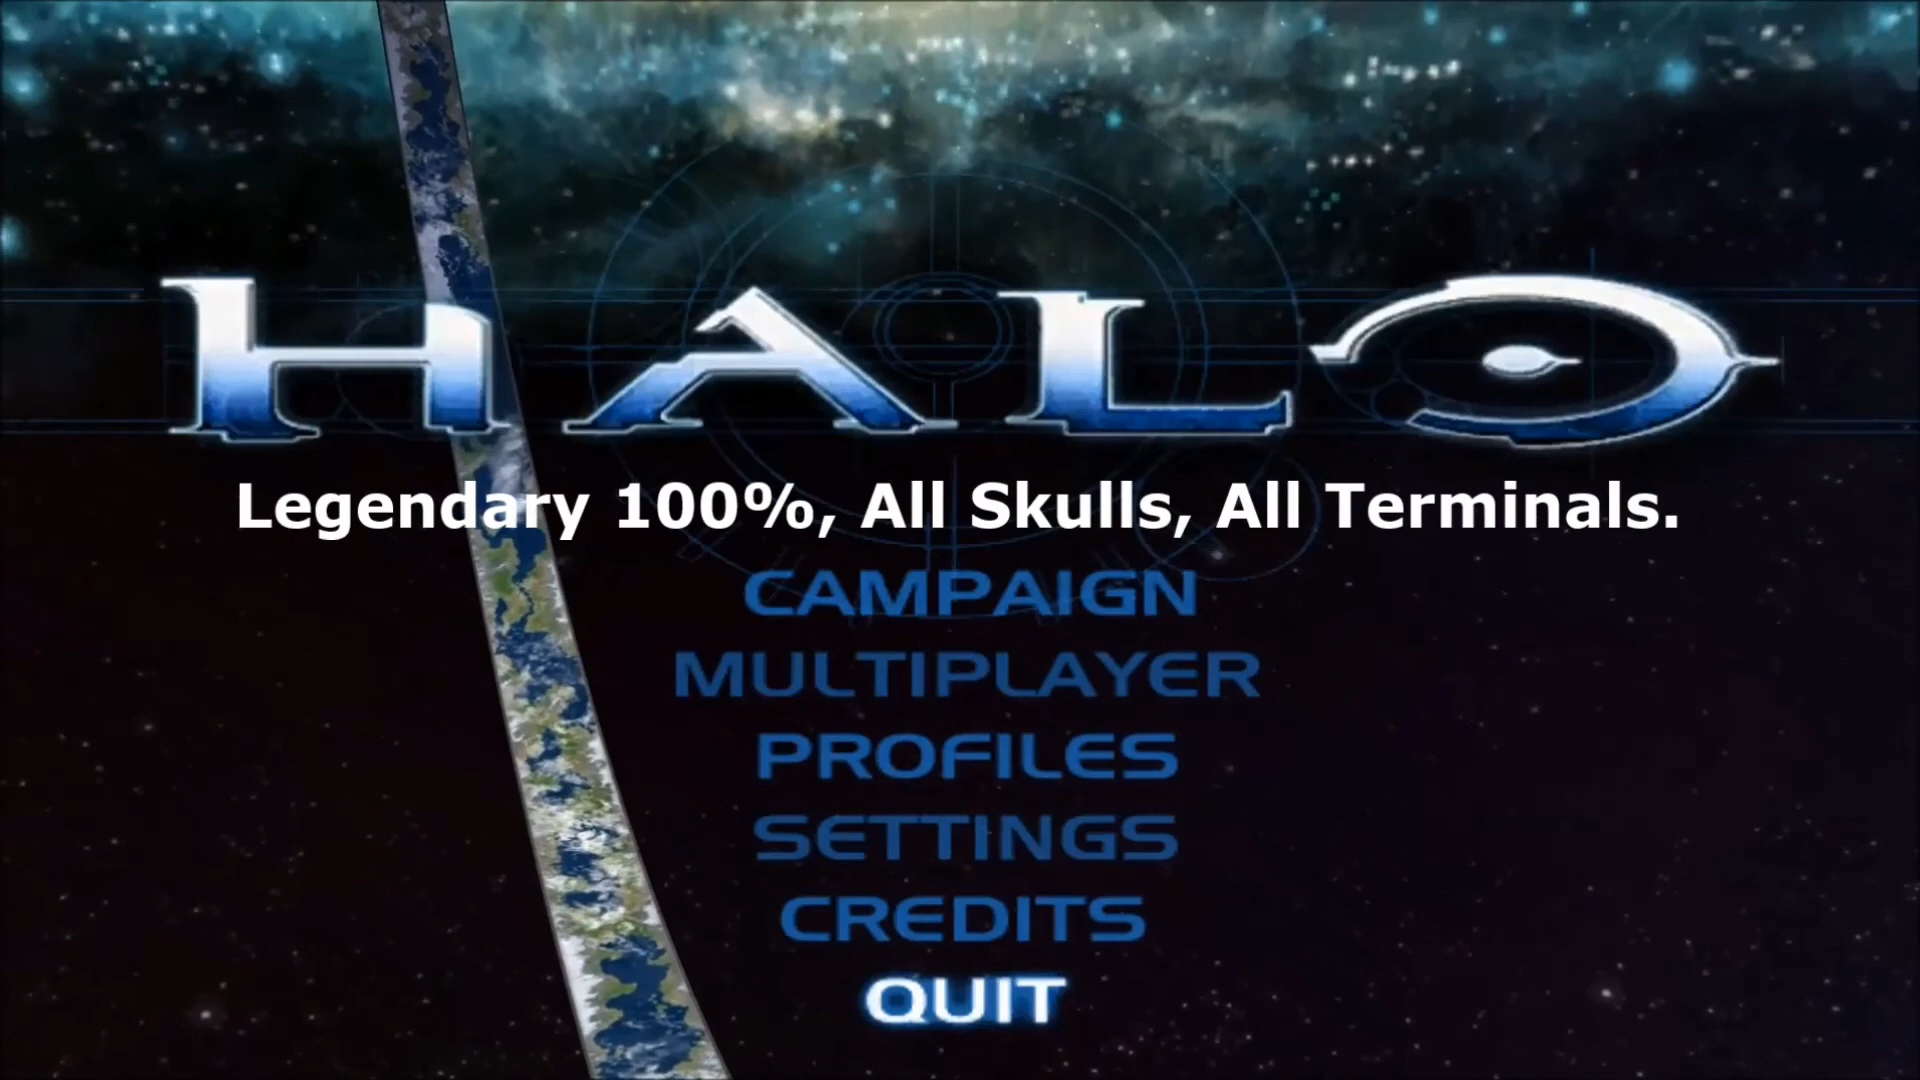 HALO
Legendary 100%, All Skulls, All Terminals.
CAMPAIGN
MULTIPLAYER
PROFILES
SETTINGS
CREDITS
QUIT